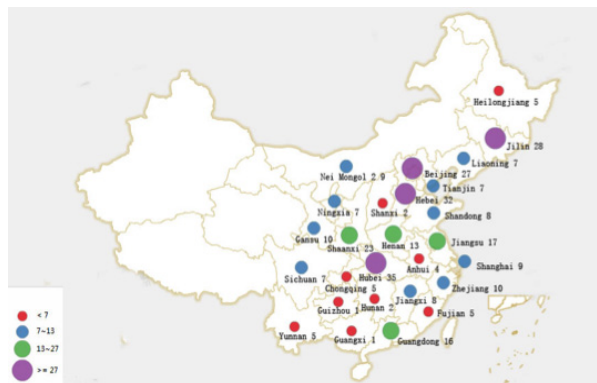 Heilongjiang 5
Jilin 28
Liaoning 7
Beijing 27
Nei Mongol 2 9
Tianjin 7
Hebei 32
Ningxia 7
Shanxi 2
Shandong 8
Gansu 10
Shaanxi 23
Henan 13
Jiangsu 17
Anhui 4
Shanghai 9
Hubei 35
Sichuan 7
Chongqing 5
Zhejiang 10
Jiangxi 8
Guizhou 1
Hunan 2
Fujian 5
Yunnan 5
Guangxi 1
Guangdong 16
< 7
7~13
13~27
>= 27